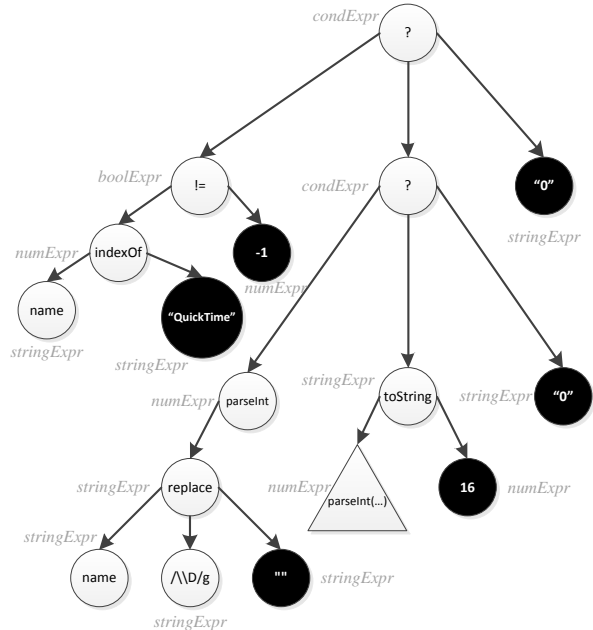 condExpr
?
boolExpr
!=
condExpr
?
“0”
stringExpr
numExpr
indexOf
-1
numExpr
name
stringExpr
“QuickTime”
stringExpr
numExpr
parseInt
stringExpr
toString
stringExpr
“0”
stringExpr
replace
numExpr
parseInt(...)
16
numExpr
stringExpr
name
/\\D/g
""
stringExpr
stringExpr